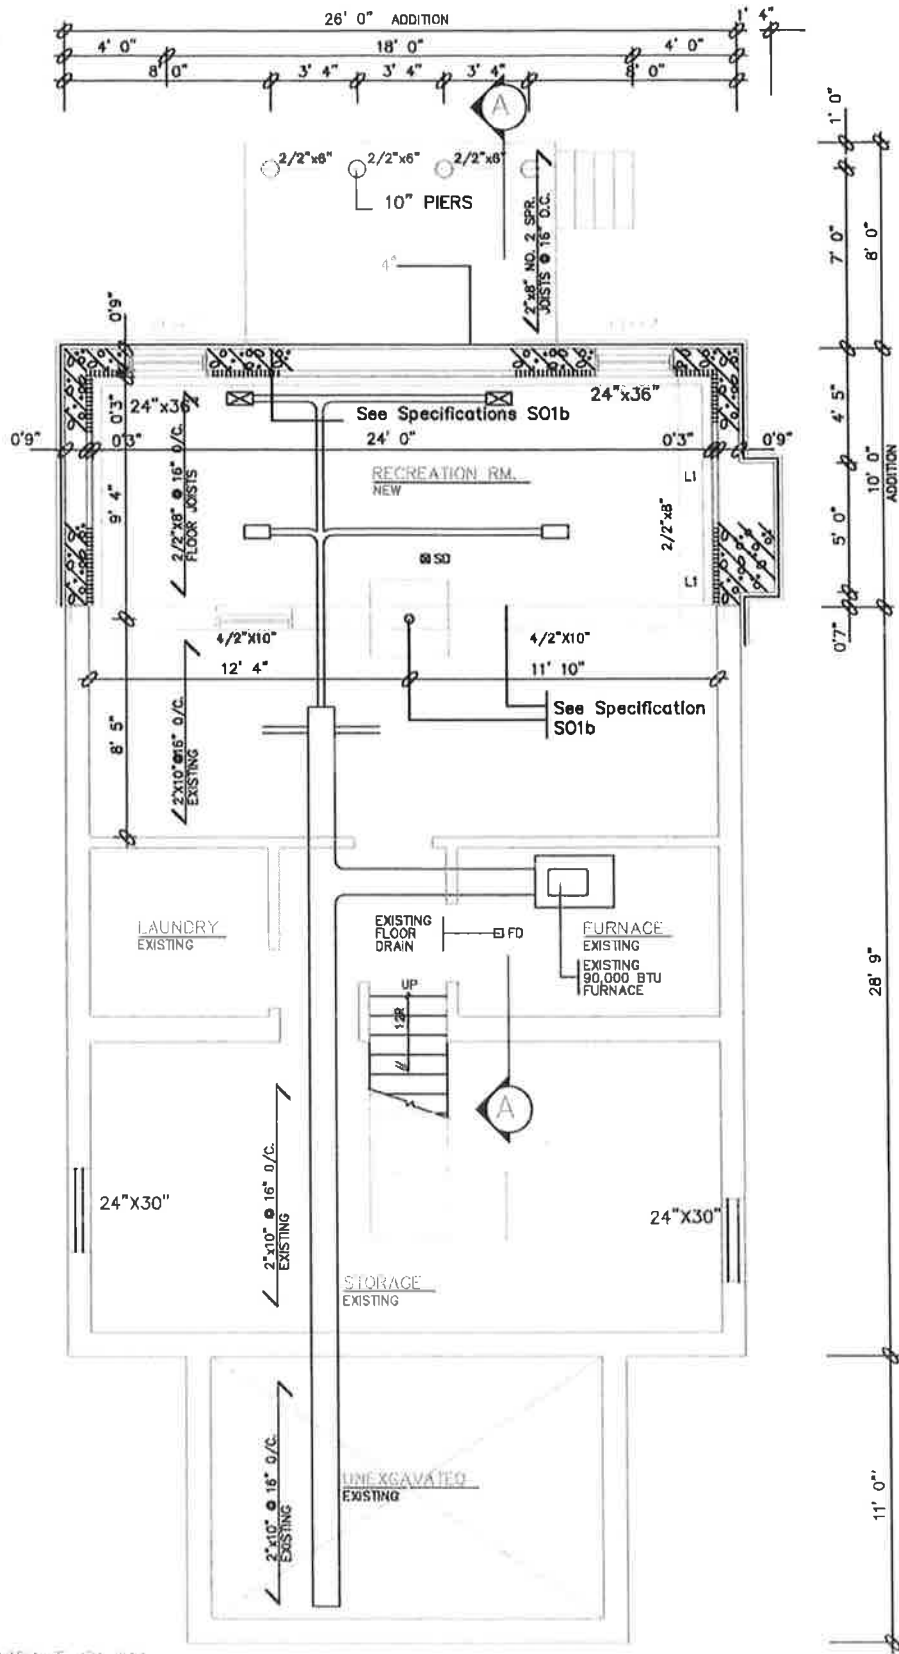 26' 0" ADDITION
1' 4"
4' 0"
18' 0"
4' 0"
8' 0"
3' 4"
3' 4"
3' 4"
8' 0"
A
1' 0"
2/2"x6"
2/2"x6"
2/2"x6"
10" PIERS
2"x8" NO. 2 SPR.
JOISTS @ 16" O.C.
7' 0"
8' 0"
4"
0'9"
24"x36"
24"x36"
See Specifications S01b
0'3"
0'9"
0'3"
24' 0"
0'3"
0'9"
4' 5"
10' 0"
ADDITION
RECREATION RM.
NEW
L1
9' 4"
2/2"x8" @ 16" O/C.
FLOOR JOISTS
2/2"x8"
5' 0"
SD
L1
0'7"
4/2"X10"
4/2"X10"
12' 4"
11' 10"
See Specification
S01b
8' 5"
2"X10"@16" O/C.
EXISTING
LAUNDRY
EXISTING
EXISTING
FLOOR
DRAIN
FD
FURNACE
EXISTING
EXISTING
90,000 BTU
FURNACE
28' 9"
UP
12R
A
2"x10" @ 16" O/C.
EXISTING
24"X30"
24"X30"
STORAGE
EXISTING
2"x10" @ 16" O/C.
EXISTING
UNEXCAVATED
EXISTING
11' 0"